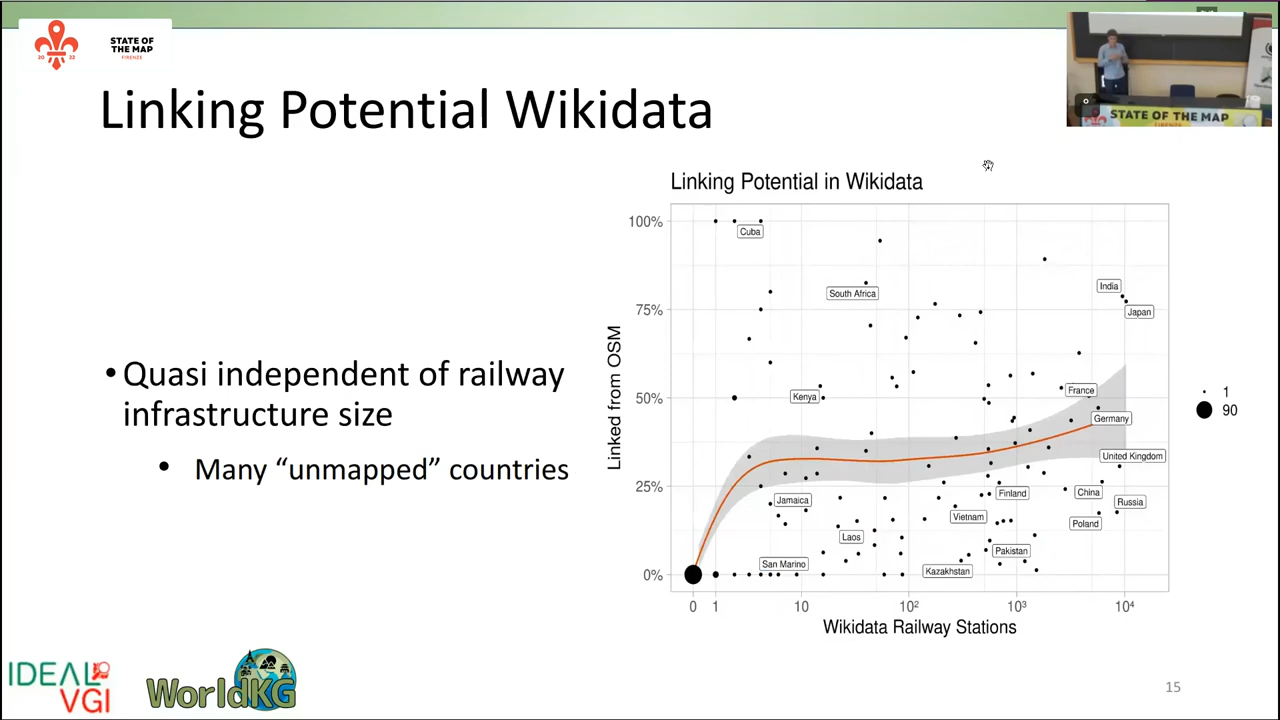 20 22
STATE OF
THE MAP
FIRENZE
STATE OF THE MAP
FIRENZE
Linking Potential Wikidata
•Quasi independent of railway
infrastructure size
• Many “unmapped” countries
Linking Potential in Wikidata
Linked from OSM
100%
75%
50%
25%
0%
Cuba
South Africa
India
Japan
Kenya
France
Germany
United Kingdom
Jamaica
Finland
China
Russia
Vietnam
Poland
Laos
Pakistan
San Marino
Kazakhstan
0 1 10 10² 10³ 10⁴
Wikidata Railway Stations
1
90
IDEAL
VGI
WorldKG
15